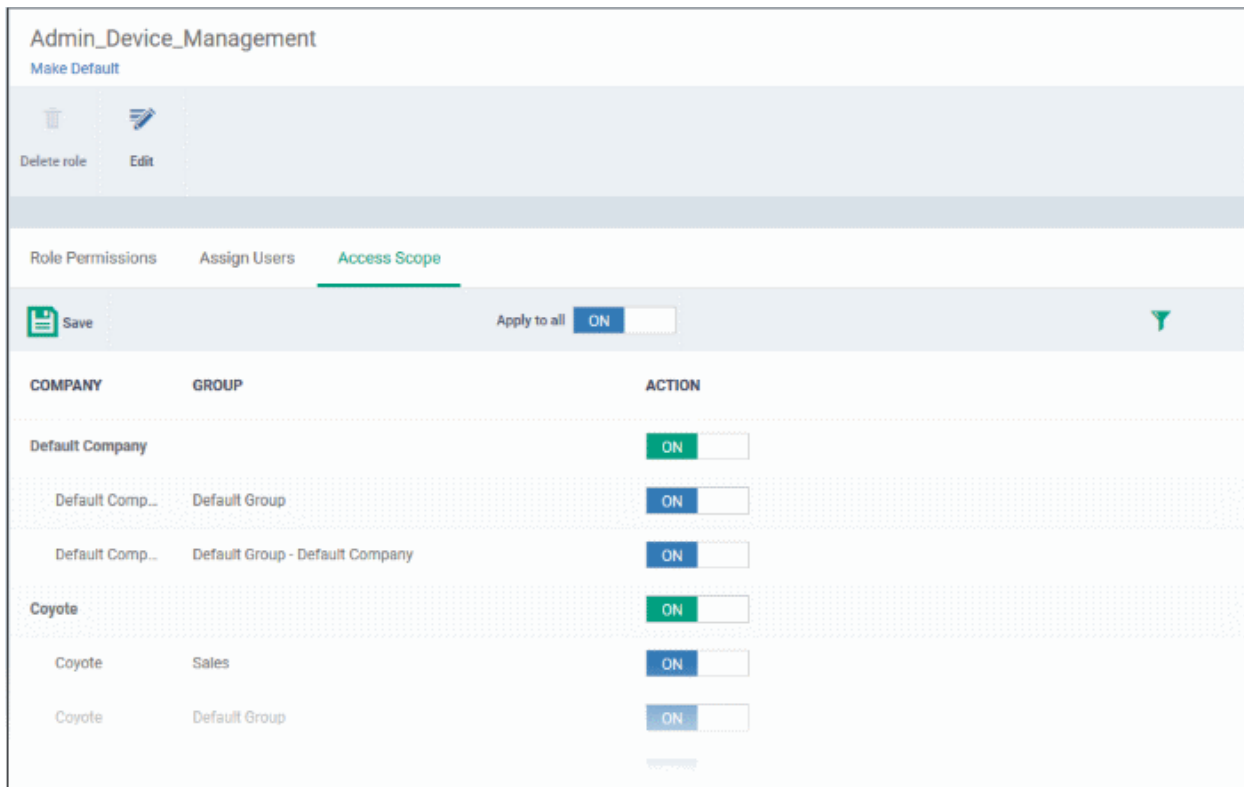 Admin_Device_Management
Make Default
Delete role Edit
Role Permissions Assign Users Access Scope
Save Apply to all ON
COMPANY GROUP ACTION
Default Company ON
Default Comp... Default Group ON
Default Comp... Default Group - Default Company ON
Coyote ON
Coyote Sales ON
Coyote Default Group ON